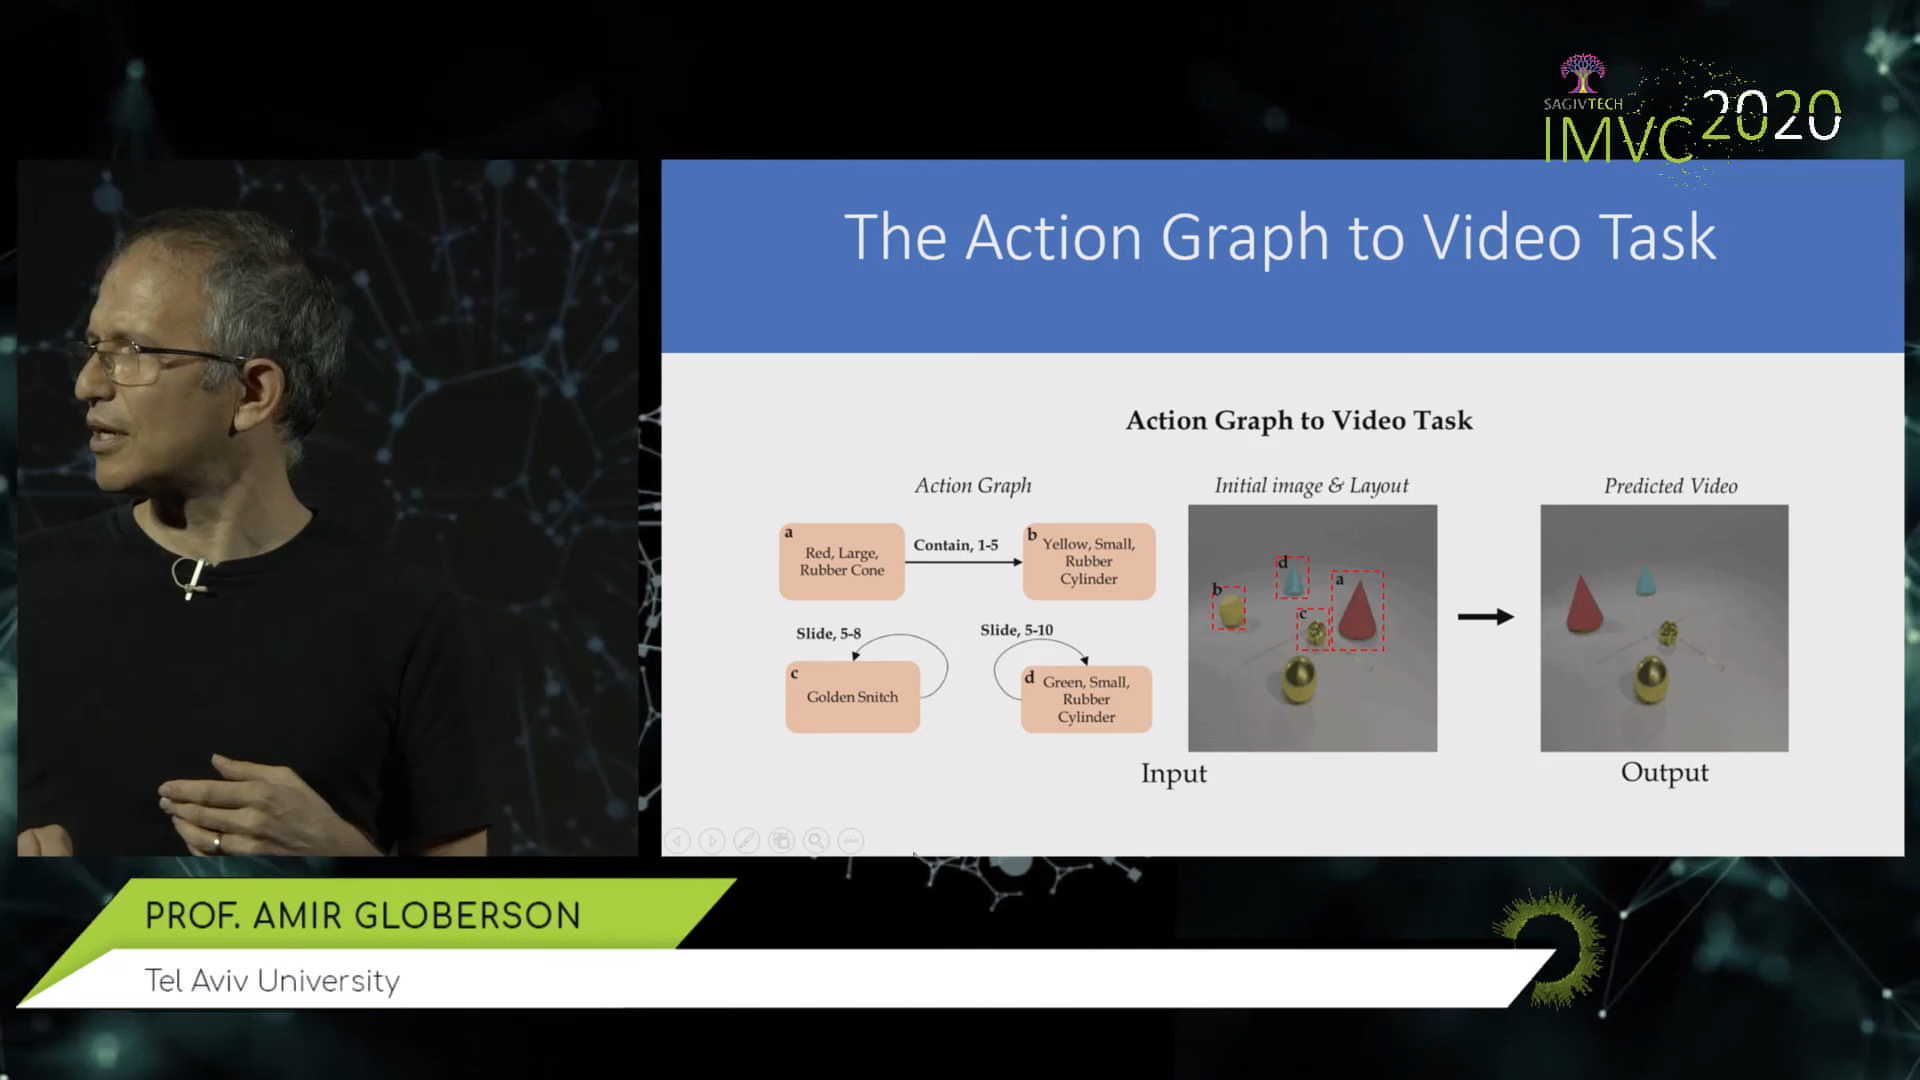 SAGIVTECH
IMVC 2020
The Action Graph to Video Task
Action Graph to Video Task
Action Graph
Initial image & Layout
Predicted Video
a
Red, Large,
Rubber Cone
Contain, 1-5
b
Yellow, Small,
Rubber
Cylinder
Slide, 5-8
c
Golden Snitch
Slide, 5-10
d
Green, Small,
Rubber
Cylinder
b
d
c
a
Input
Output
PROF. AMIR GLOBERSON
Tel Aviv University